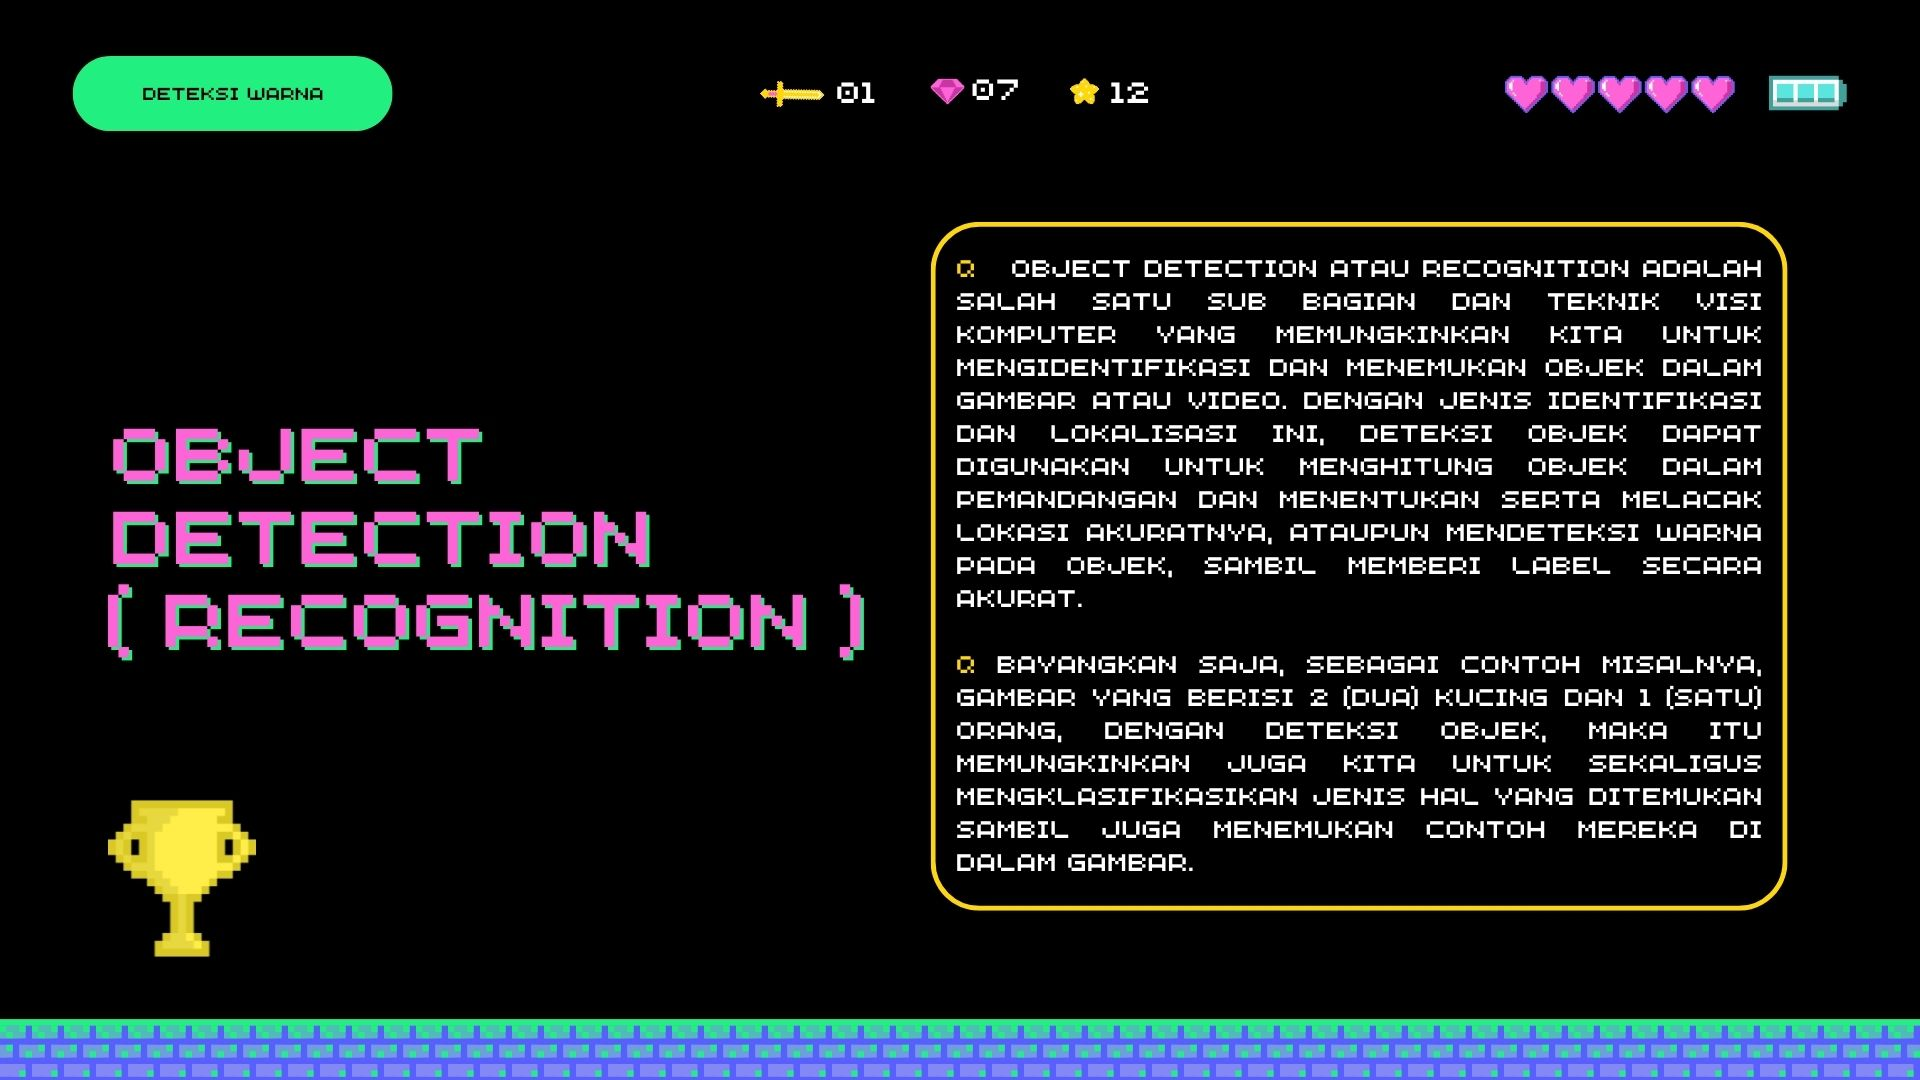 DETEKSI WARNA
01
07
12
OBJECT
DETECTION
( RECOGNITION )
Q OBJECT DETECTION ATAU RECOGNITION ADALAH
SALAH SATU SUB BAGIAN DAN TEKNIK VISI
KOMPUTER YANG MEMUNGKINKAN KITA UNTUK
MENGIDENTIFIKASI DAN MENEMUKAN OBJEK DALAM
GAMBAR ATAU VIDEO. DENGAN JENIS IDENTIFIKASI
DAN LOKALISASI INI, DETEKSI OBJEK DAPAT
DIGUNAKAN UNTUK MENGHITUNG OBJEK DALAM
PEMANDANGAN DAN MENENTUKAN SERTA MELACAK
LOKASI AKURATNYA, ATAUPUN MENDETEKSI WARNA
PADA OBJEK, SAMBIL MEMBERI LABEL SECARA
AKURAT.
Q BAYANGKAN SAJA, SEBAGAI CONTOH MISALNYA,
GAMBAR YANG BERISI 2 (DUA) KUCING DAN 1 (SATU)
ORANG, DENGAN DETEKSI OBJEK, MAKA ITU
MEMUNGKINKAN JUGA KITA UNTUK SEKALIGUS
MENGKLASIFIKASIKAN JENIS HAL YANG DITEMUKAN
SAMBIL JUGA MENEMUKAN CONTOH MEREKA DI
DALAM GAMBAR.